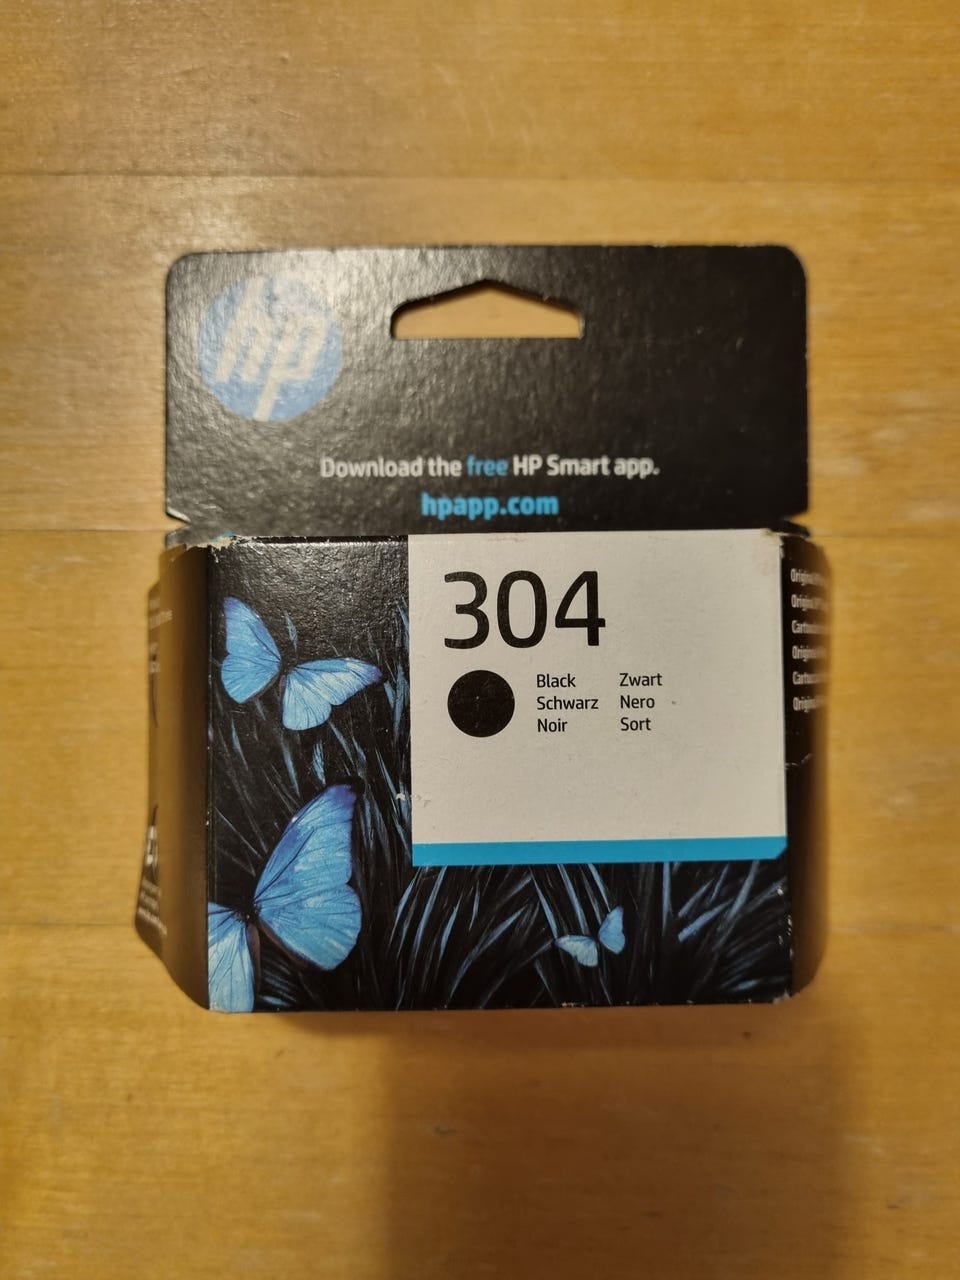 hp
Download the free HP Smart app.
hpapp.com
304
Black Zwart
Schwarz Nero
Noir Sort